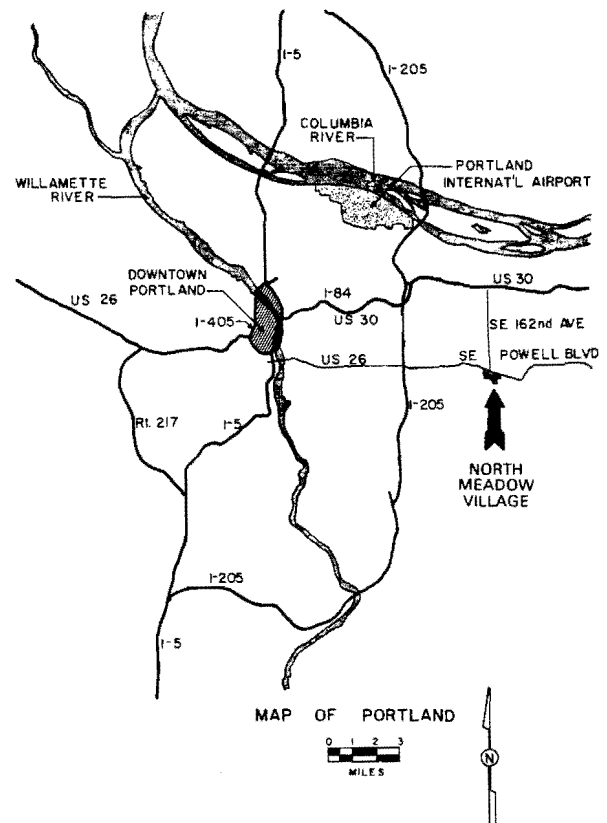 I-5
I-205
COLUMBIA
RIVER
PORTLAND
INTERNAT'L AIRPORT
WILLAMETTE
RIVER
DOWNTOWN
PORTLAND
US 26
I-405
I-84
US 30
US 30
SE 162nd AVE
US 26
SE POWELL BLVD
Rt. 217
I-5
I-205
NORTH
MEADOW
VILLAGE
I-205
I-5
MAP OF PORTLAND
0 1 2 3
MILES
N